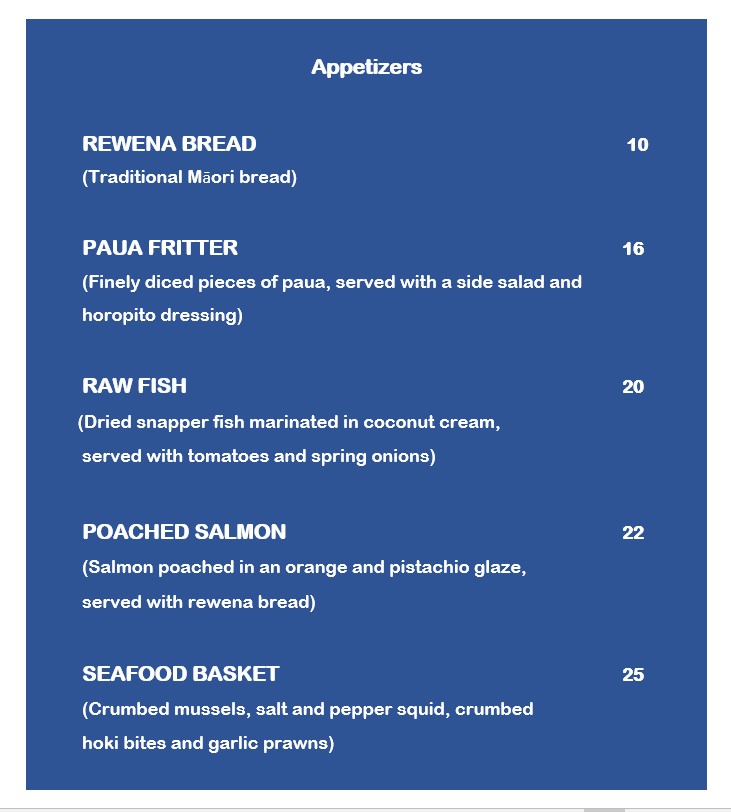 Appetizers
REWENA BREAD 10
(Traditional Māori bread)
PAUA FRITTER 16
(Finely diced pieces of paua, served with a side salad and
horopito dressing)
RAW FISH 20
(Dried snapper fish marinated in coconut cream,
served with tomatoes and spring onions)
POACHED SALMON 22
(Salmon poached in an orange and pistachio glaze,
served with rewena bread)
SEAFOOD BASKET 25
(Crumbed mussels, salt and pepper squid, crumbed
hoki bites and garlic prawns)